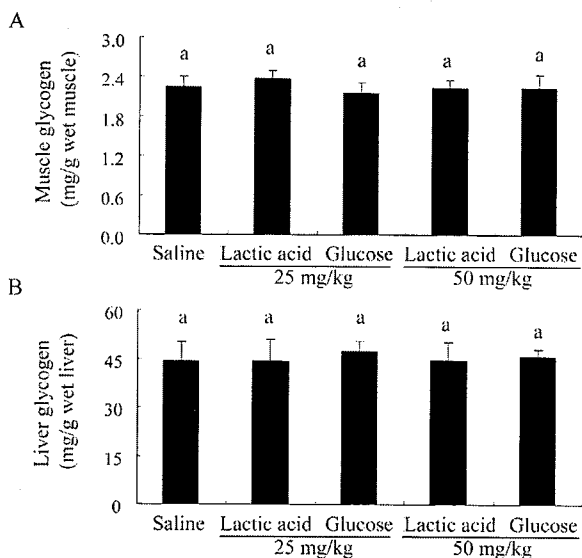 A
Muscle glycogen
(mg/g wet muscle)
3.0
2.4
1.8
1.2
0.6
0.0
a a a a a
Saline Lactic acid Glucose Lactic acid Glucose
25 mg/kg 50 mg/kg
B
Liver glycogen
(mg/g wet liver)
60
45
30
15
0
a a a a a
Saline Lactic acid Glucose Lactic acid Glucose
25 mg/kg 50 mg/kg